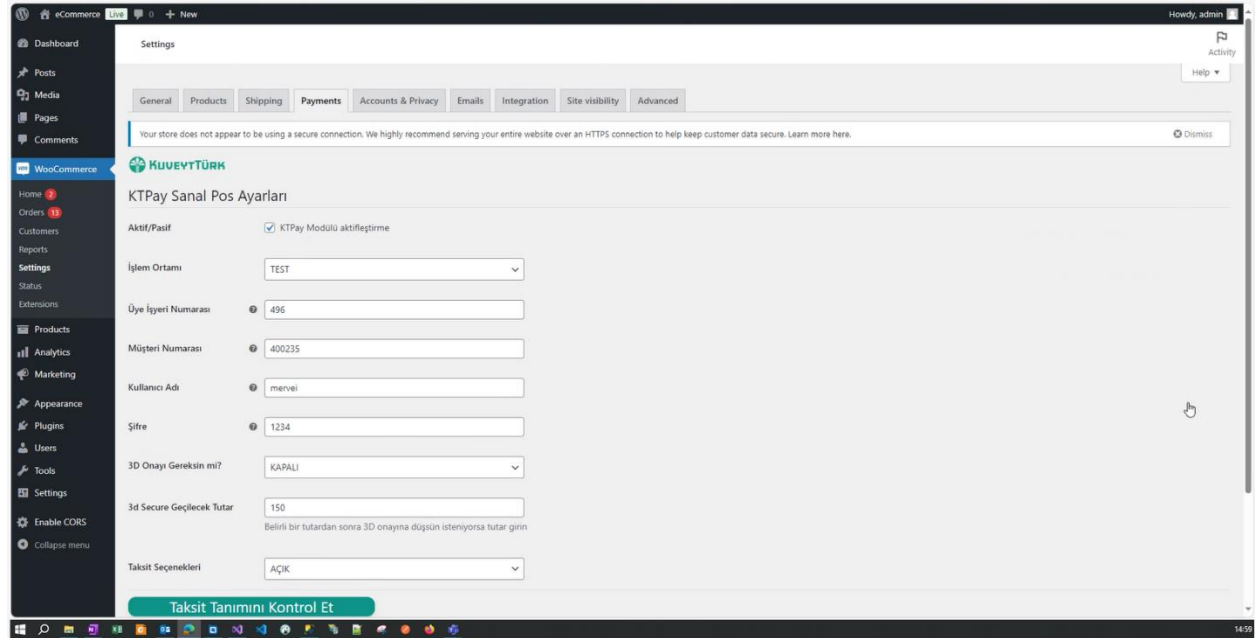 eCommerce Live 0 + New
Howdy, admin
Dashboard
Posts
Media
Pages
Comments
WooCommerce
Home 2
Orders 13
Customers
Reports
Settings
Status
Extensions
Products
Analytics
Marketing
Appearance
Plugins
Users
Tools
Settings
Enable CORS
Collapse menu
Settings
Activity
Help
General Products Shipping Payments Accounts & Privacy Emails Integration Site visibility Advanced
Your store does not appear to be using a secure connection. We highly recommend serving your entire website over an HTTPS connection to help keep customer data secure. Learn more here.
Dismiss
KUVEYTTÜRK
KTPay Sanal Pos Ayarları
Aktif/Pasif KTPay Modülü aktifleştirme
İşlem Ortamı TEST
Üye İşyeri Numarası 496
Müşteri Numarası 400235
Kullanıcı Adı mervei
Şifre 1234
3D Onayı Gereksin mi? KAPALI
3d Secure Geçilecek Tutar 150
Belirli bir tutardan sonra 3D onayına düşsün isteniyorsa tutar girin
Taksit Seçenekleri AÇIK
Taksit Tanımını Kontrol Et
14:59